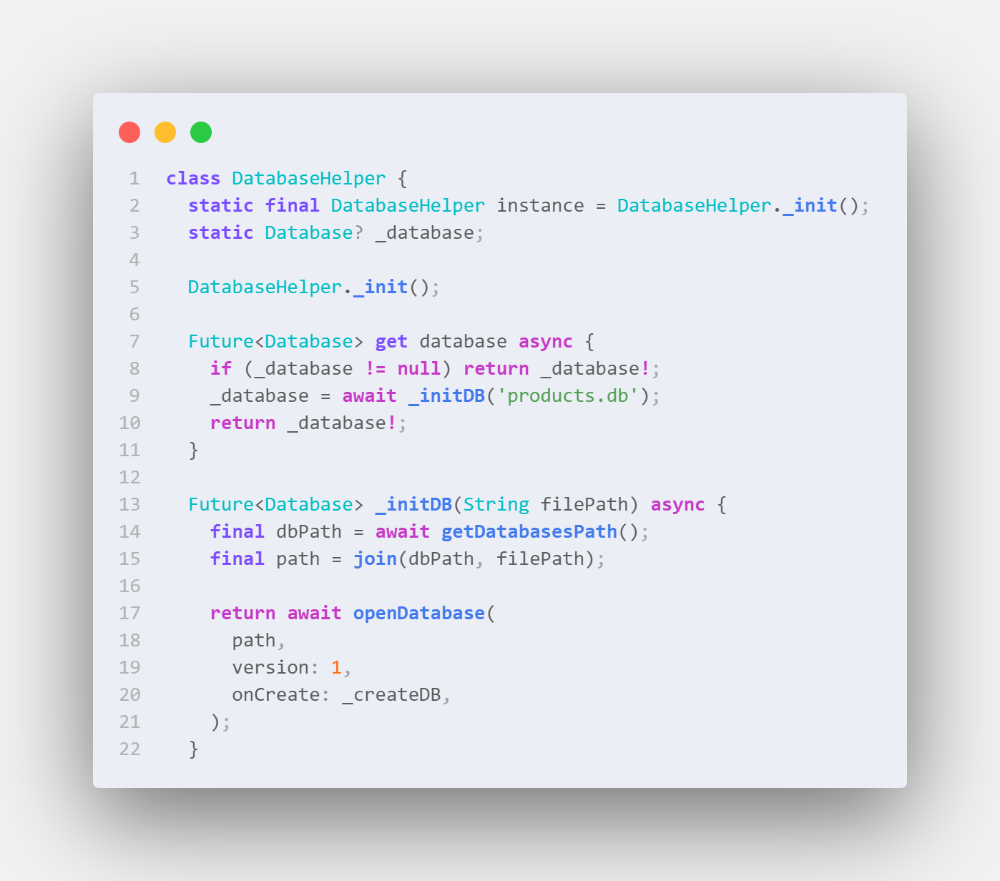 1 class DatabaseHelper {
2   static final DatabaseHelper instance = DatabaseHelper._init();
3   static Database? _database;
4
5   DatabaseHelper._init();
6
7   Future<Database> get database async {
8     if (_database != null) return _database!;
9     _database = await _initDB('products.db');
10     return _database!;
11   }
12
13   Future<Database> _initDB(String filePath) async {
14     final dbPath = await getDatabasesPath();
15     final path = join(dbPath, filePath);
16
17     return await openDatabase(
18       path,
19       version: 1,
20       onCreate: _createDB,
21     );
22   }